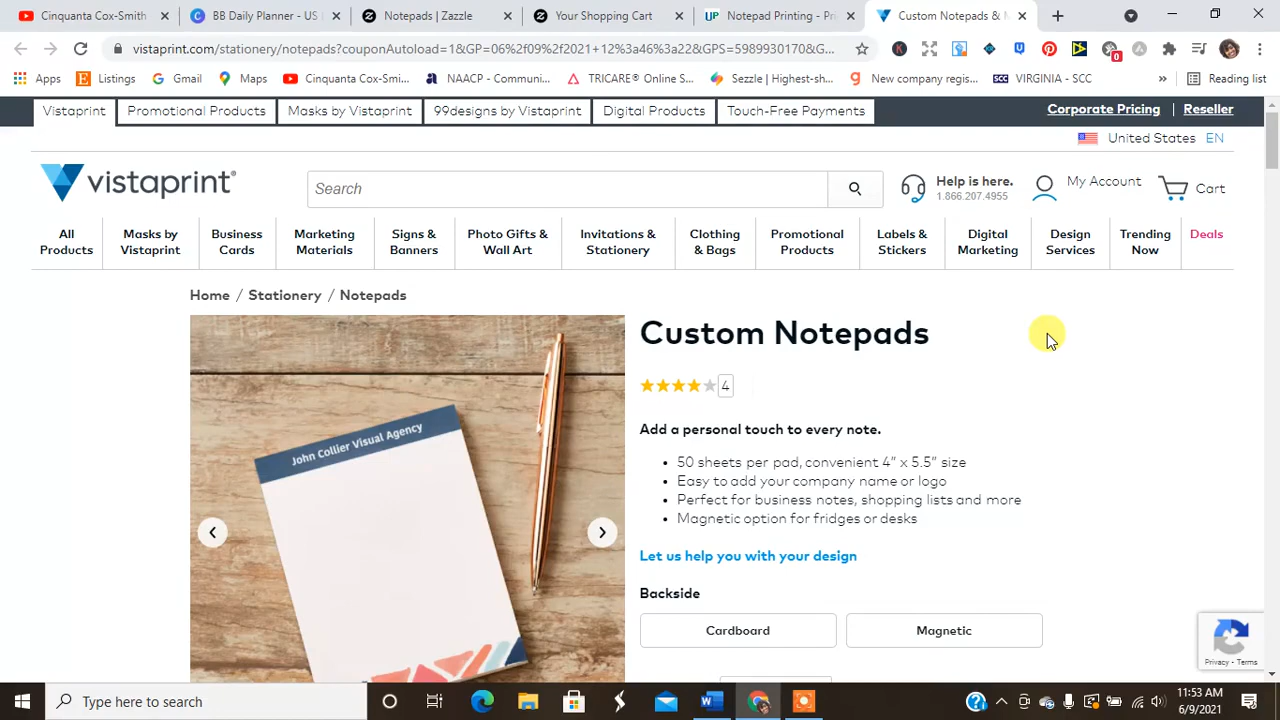 Cinquanta Cox-Smith
BB Daily Planner - US
Notepads | Zazzle
Your Shopping Cart
Notepad Printing - Pr
Custom Notepads & M
vistaprint.com/stationery/notepads?couponAutoload=1&GP=06%2f09%2f2021+12%3a46%3a22&GPS=5899930170&G...
Apps
Listings
Gmail
Maps
Cinquanta Cox-Smi...
NAACP - Communi...
TRICARE® Online S...
Sezzle | Highest-sh...
New company regis...
SCC
VIRGINIA - SCC
»
Reading list
Vistaprint
Promotional Products
Masks by Vistaprint
99designs by Vistaprint
Digital Products
Touch-Free Payments
Corporate Pricing | Reseller
United States EN
vistaprint®
Search
Help is here.
1.866.207.4955
My Account
Cart
All Products
Masks by Vistaprint
Business Cards
Marketing Materials
Signs & Banners
Photo Gifts & Wall Art
Invitations & Stationery
Clothing & Bags
Promotional Products
Labels & Stickers
Digital Marketing
Design Services
Trending Now
Deals
Home / Stationery / Notepads
Custom Notepads
4
John Collier Visual Agency
Add a personal touch to every note.
• 50 sheets per pad, convenient 4" x 5.5" size
• Easy to add your company name or logo
• Perfect for business notes, shopping lists and more
• Magnetic option for fridges or desks
Let us help you with your design
Backside
Cardboard
Magnetic
Privacy - Terms
Type here to search
11:53 AM
6/9/2021